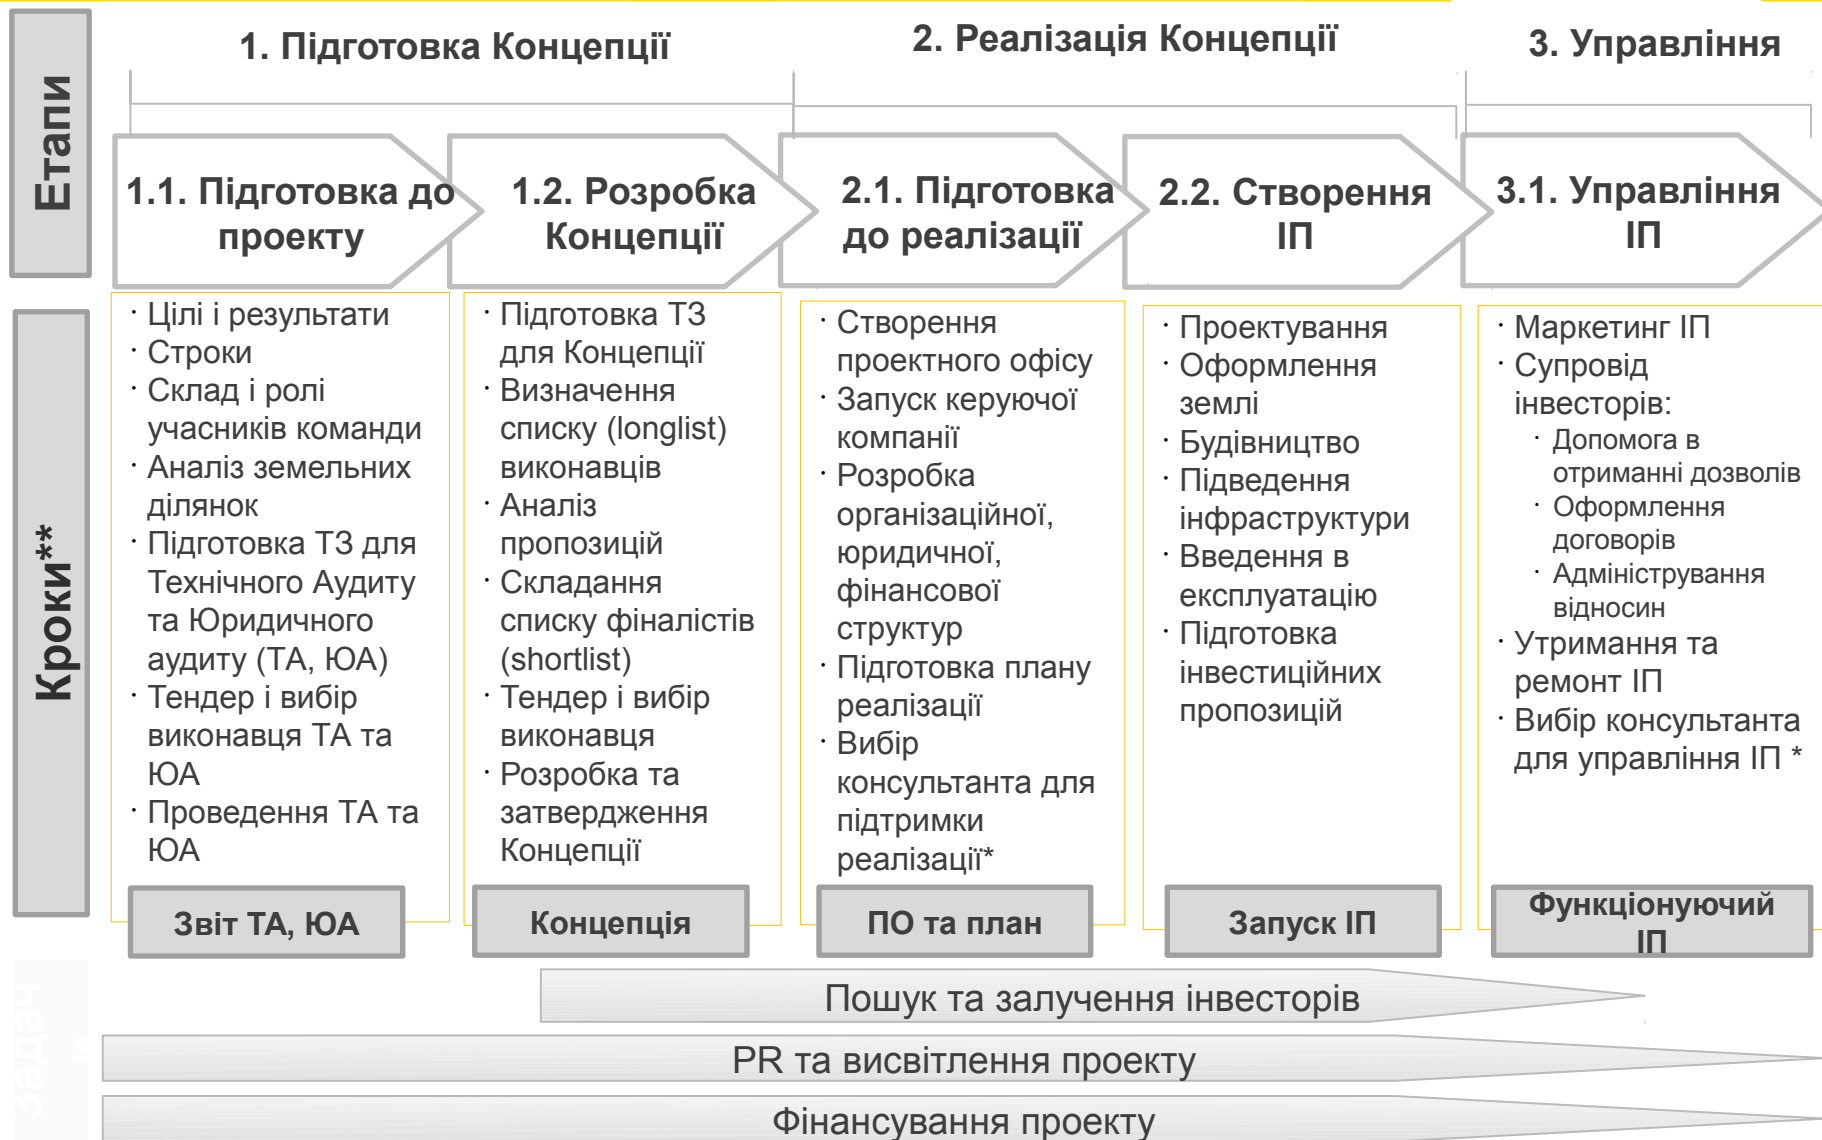 Етапи
1. Підготовка Концепції
2. Реалізація Концепції
3. Управління
1.1. Підготовка до
проекту
1.2. Розробка
Концепції
2.1. Підготовка
до реалізації
2.2. Створення
ІП
3.1. Управління
ІП
Кроки**
· Цілі і результати
· Строки
· Склад і ролі
учасників команди
· Аналіз земельних
ділянок
· Підготовка ТЗ для
Технічного Аудиту
та Юридичного
аудиту (ТА, ЮА)
· Тендер і вибір
виконавця ТА та
ЮА
· Проведення ТА та
ЮА
Звіт ТА, ЮА
· Підготовка ТЗ
для Концепції
· Визначення
списку (longlist)
виконавців
· Аналіз
пропозицій
· Складання
списку фіналістів
(shortlist)
· Тендер і вибір
виконавця
· Розробка та
затвердження
Концепції
Концепція
· Створення
проектного офісу
· Запуск керуючої
компанії
· Розробка
організаційної,
юридичної,
фінансової
структур
· Підготовка плану
реалізації
· Вибір
консультанта для
підтримки
реалізації*
ПО та план
· Проектування
· Оформлення
землі
· Будівництво
· Підведення
інфраструктури
· Введення в
експлуатацію
· Підготовка
інвестиційних
пропозицій
Запуск ІП
· Маркетинг ІП
· Супровід
інвесторів:
· Допомога в
отриманні дозволів
· Оформлення
договорів
· Адміністрування
відносин
· Утримання та
ремонт ІП
· Вибір консультанта
для управління ІП *
Функціонуючий
ІП
Задач
и
Пошук та залучення інвесторів
PR та висвітлення проекту
Фінансування проекту